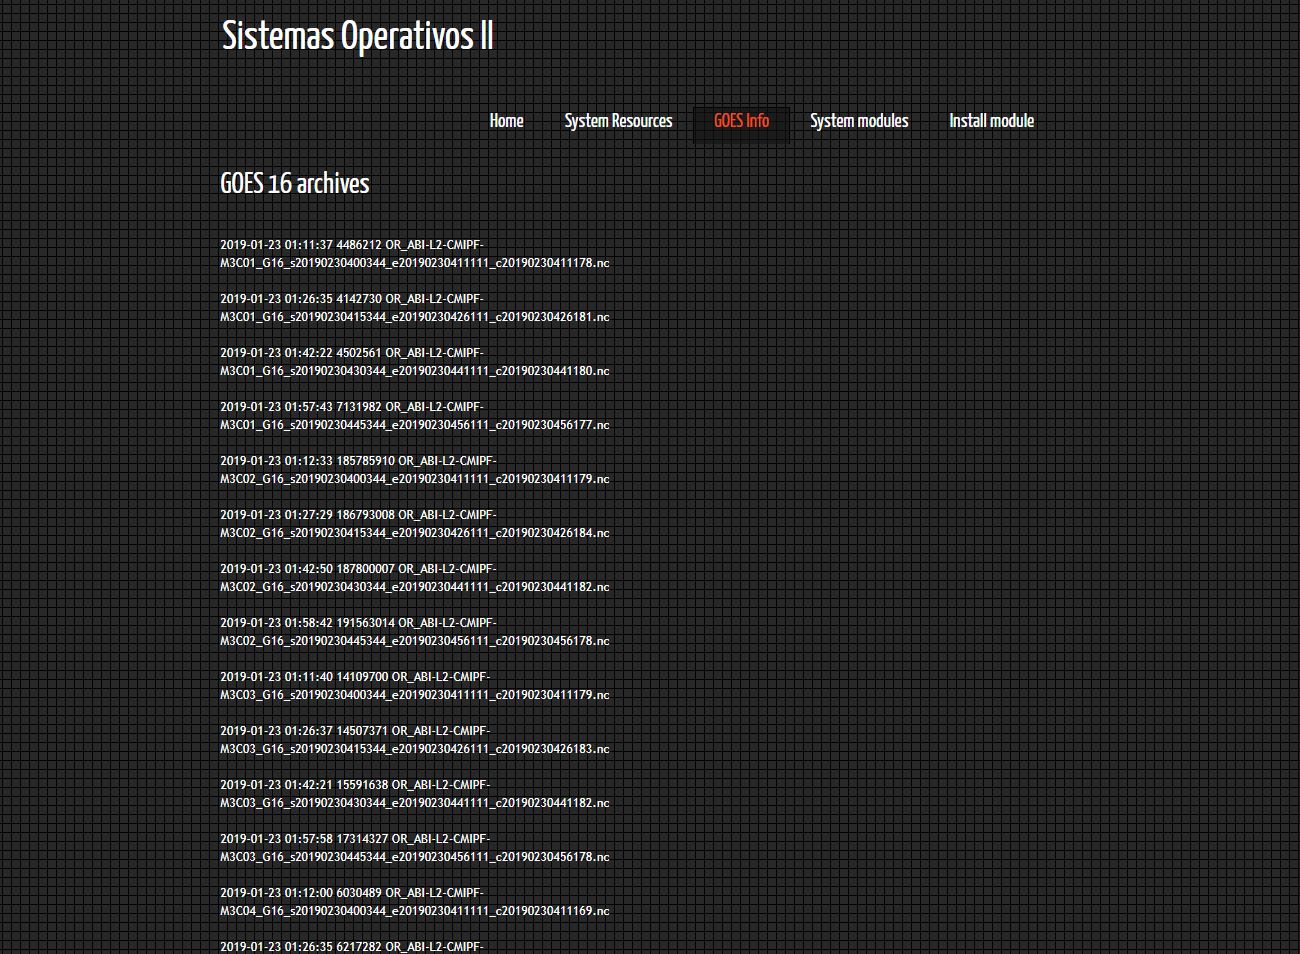 Sistemas Operativos II
Home System Resources GOES Info System modules Install module
GOES 16 archives
2019-01-23 01:11:37 4486212 OR_ABI-L2-CMIPF-
M3C01_G16_s20190230400344_e20190230411111_c20190230411178.nc
2019-01-23 01:26:35 4142730 OR_ABI-L2-CMIPF-
M3C01_G16_s20190230415344_e20190230426111_c20190230426181.nc
2019-01-23 01:42:22 4502561 OR_ABI-L2-CMIPF-
M3C01_G16_s20190230430344_e20190230441111_c20190230441180.nc
2019-01-23 01:57:43 7131982 OR_ABI-L2-CMIPF-
M3C01_G16_s20190230445344_e20190230456111_c20190230456177.nc
2019-01-23 01:12:33 185785910 OR_ABI-L2-CMIPF-
M3C02_G16_s20190230400344_e20190230411111_c20190230411179.nc
2019-01-23 01:27:29 186793008 OR_ABI-L2-CMIPF-
M3C02_G16_s20190230415344_e20190230426111_c20190230426184.nc
2019-01-23 01:42:50 187800007 OR_ABI-L2-CMIPF-
M3C02_G16_s20190230430344_e20190230441111_c20190230441182.nc
2019-01-23 01:58:42 191563014 OR_ABI-L2-CMIPF-
M3C02_G16_s20190230445344_e20190230456111_c20190230456178.nc
2019-01-23 01:11:40 14109700 OR_ABI-L2-CMIPF-
M3C03_G16_s20190230400344_e20190230411111_c20190230411179.nc
2019-01-23 01:26:37 14507371 OR_ABI-L2-CMIPF-
M3C03_G16_s20190230415344_e20190230426111_c20190230426183.nc
2019-01-23 01:42:21 15591638 OR_ABI-L2-CMIPF-
M3C03_G16_s20190230430344_e20190230441111_c20190230441182.nc
2019-01-23 01:57:58 17314327 OR_ABI-L2-CMIPF-
M3C03_G16_s20190230445344_e20190230456111_c20190230456178.nc
2019-01-23 01:12:00 6030489 OR_ABI-L2-CMIPF-
M3C04_G16_s20190230400344_e20190230411111_c20190230411169.nc
2019-01-23 01:26:35 6217282 OR_ABI-L2-CMIPF-